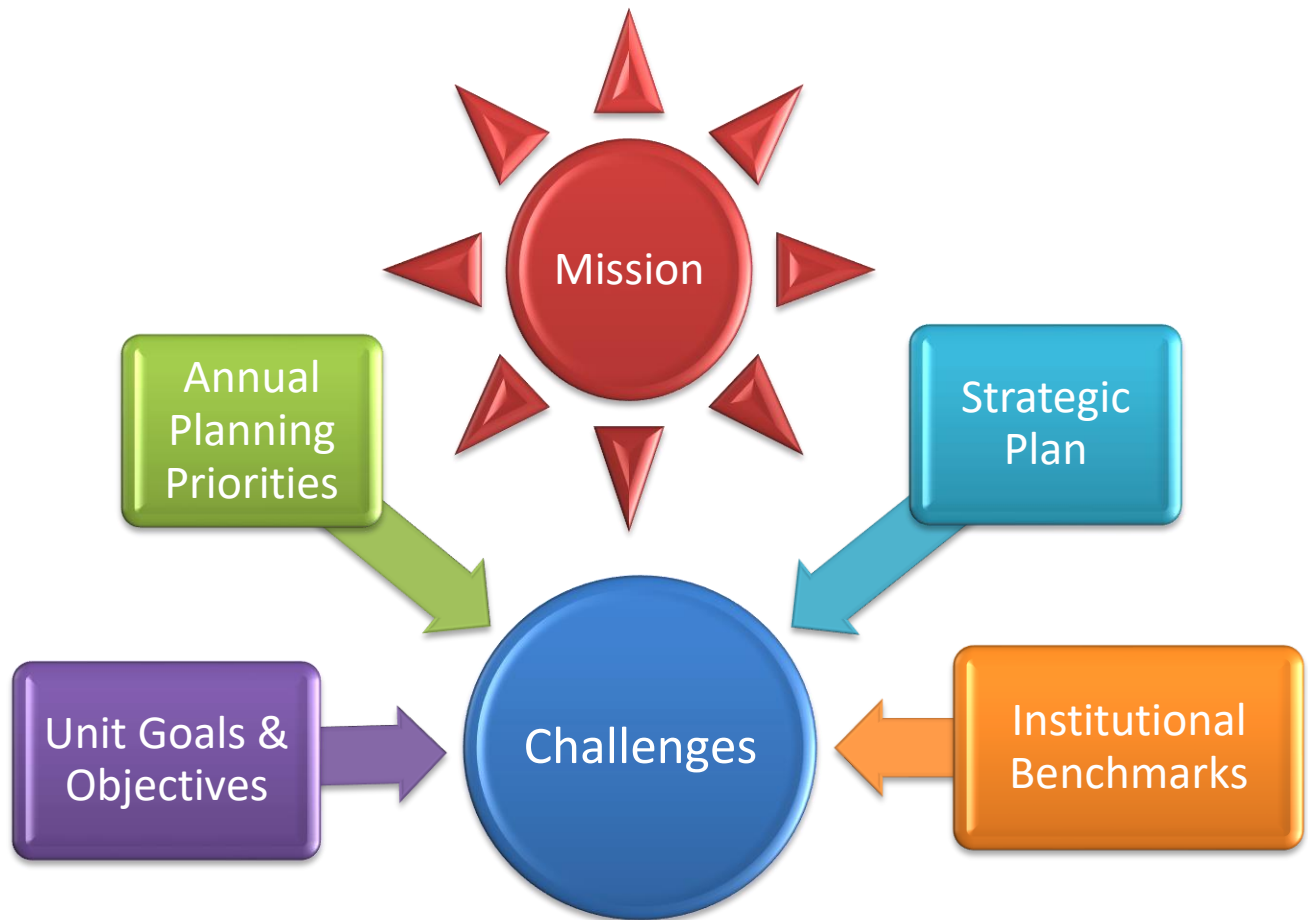 Mission
Annual
Planning
Priorities
Strategic
Plan
Unit Goals &
Objectives
Challenges
Institutional
Benchmarks